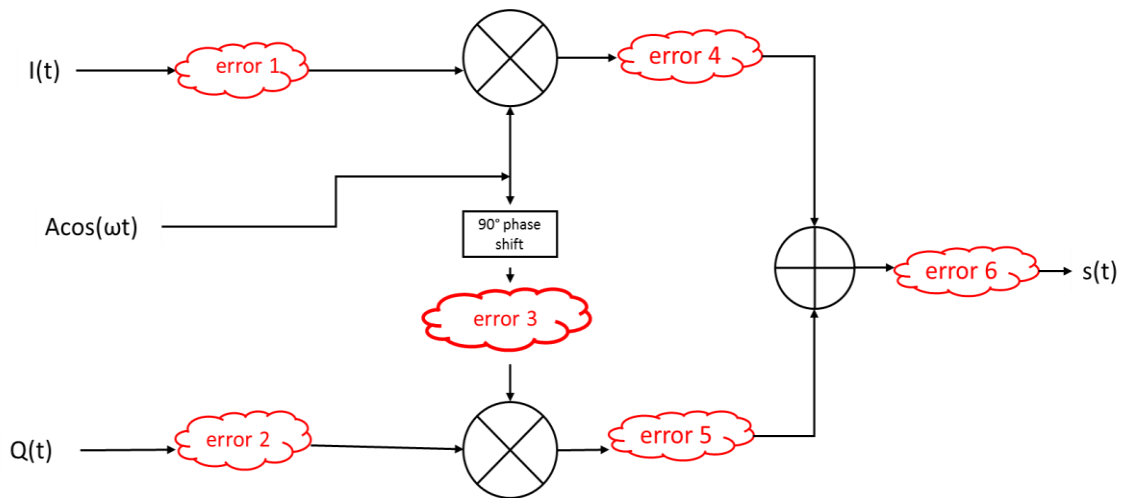 I(t)
error 1
error 4
Acos(ωt)
90° phase
shift
error 3
error 6
s(t)
Q(t)
error 2
error 5